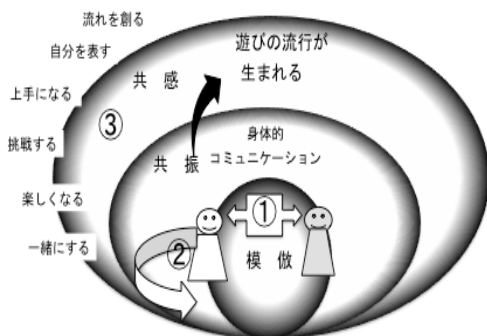 流れを創る
自分を表す
上手になる
挑戦する
楽しくなる
一緒にする
遊びの流行が
生まれる
共 感
③
身体的
コミュニケーション
共 振
①
②
模 倣